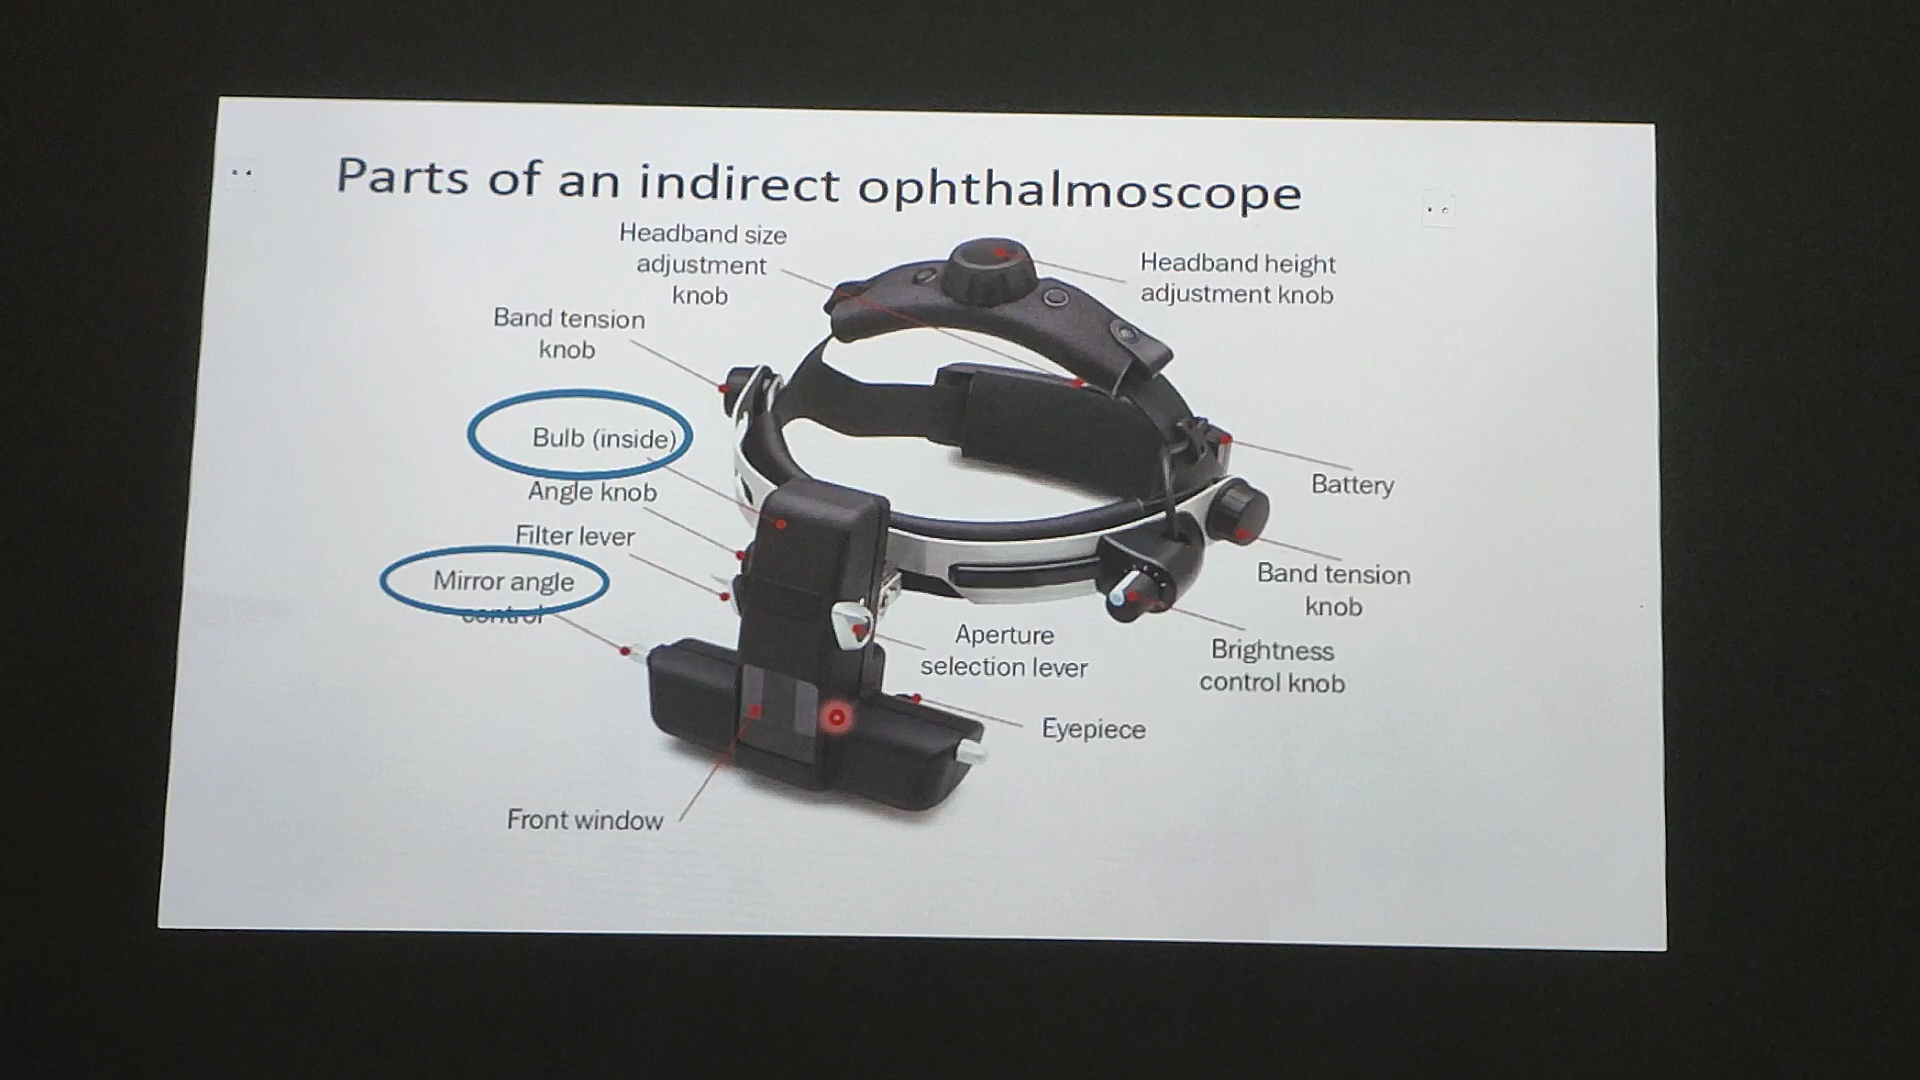 Parts of an indirect ophthalmoscope
Headband size
adjustment
knob
Headband height
adjustment knob
Band tension
knob
Bulb (inside)
Angle knob
Filter lever
Mirror angle
control
Battery
Band tension
knob
Aperture
selection lever
Brightness
control knob
Eyepiece
Front window